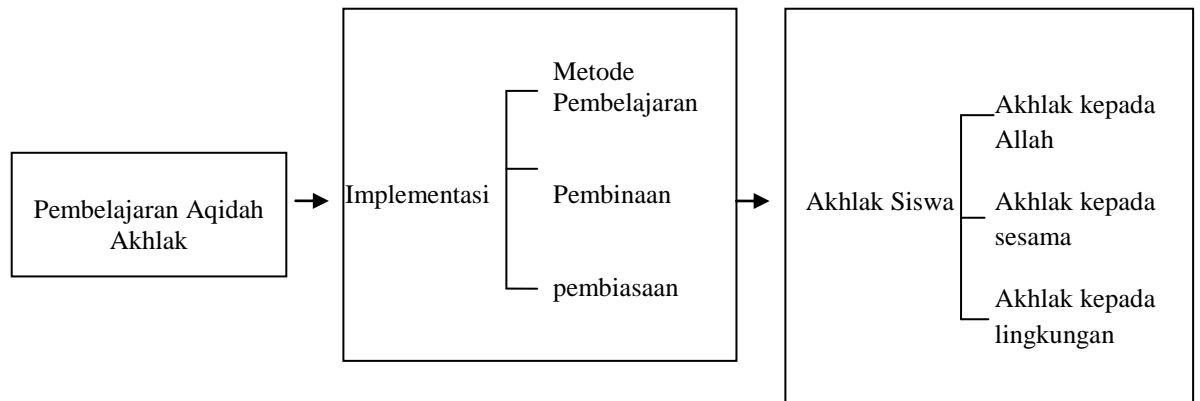 Pembelajaran Aqidah
Akhlak
Implementasi
Metode
Pembelajaran
Pembinaan
pembiasaan
Akhlak Siswa
Akhlak kepada
Allah
Akhlak kepada
sesama
Akhlak kepada
lingkungan